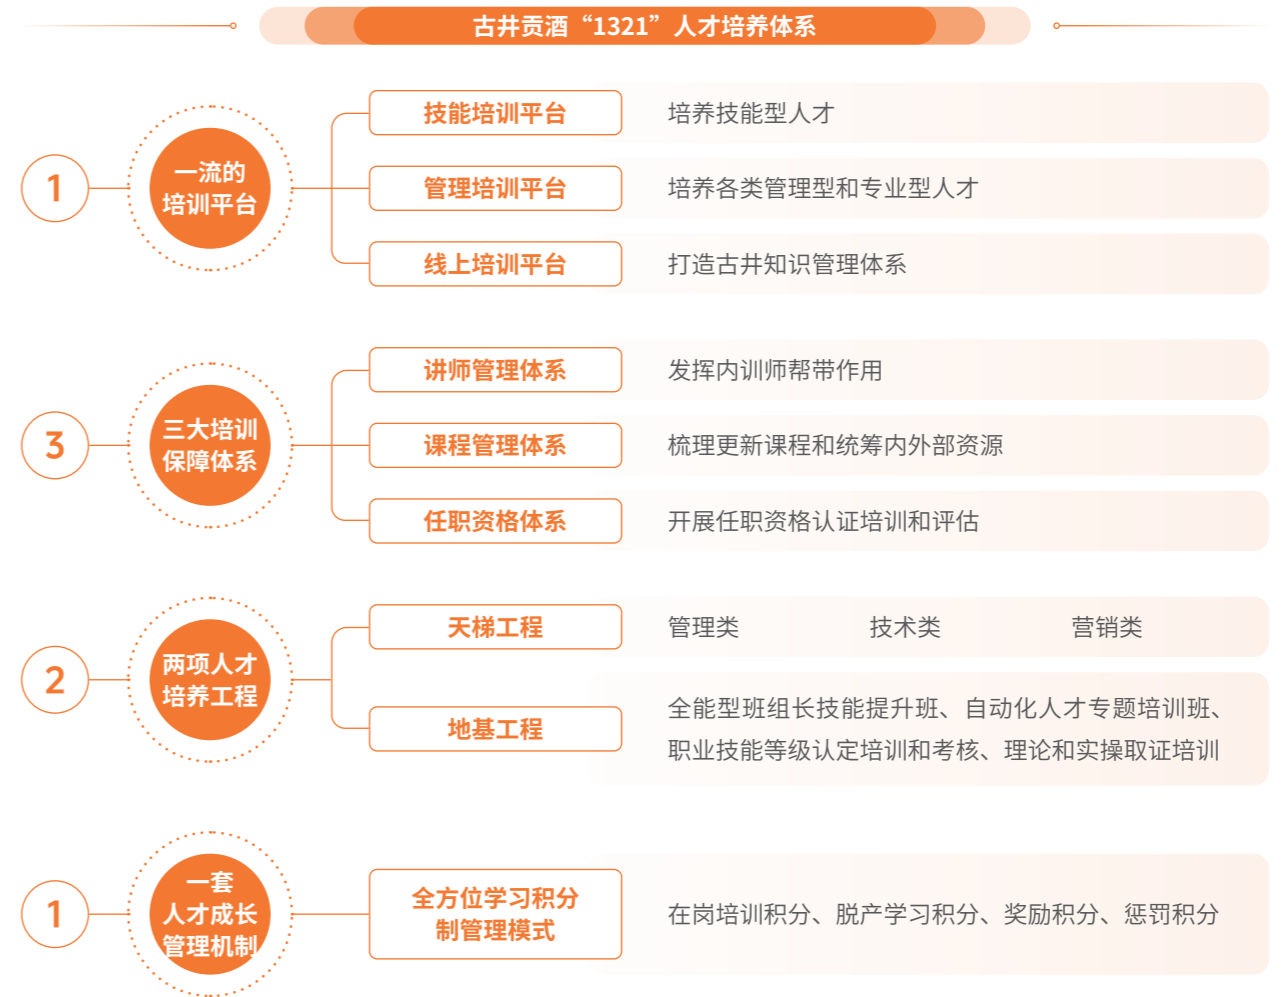 古井贡酒“1321”人才培养体系
1
一流的
培训平台
技能培训平台
培养技能型人才
管理培训平台
培养各类管理型和专业型人才
线上培训平台
打造古井知识管理体系
3
三大培训
保障体系
讲师管理体系
发挥内训师帮带作用
课程管理体系
梳理更新课程和统筹内外部资源
任职资格体系
开展任职资格认证培训和评估
2
两项人才
培养工程
天梯工程
管理类 技术类 营销类
地基工程
全能型班组长技能提升班、自动化人才专题培训班、
职业技能等级认定培训和考核、理论和实操取证培训
1
一套
人才成长
管理机制
全方位学习积分
制管理模式
在岗培训积分、脱产学习积分、奖励积分、惩罚积分